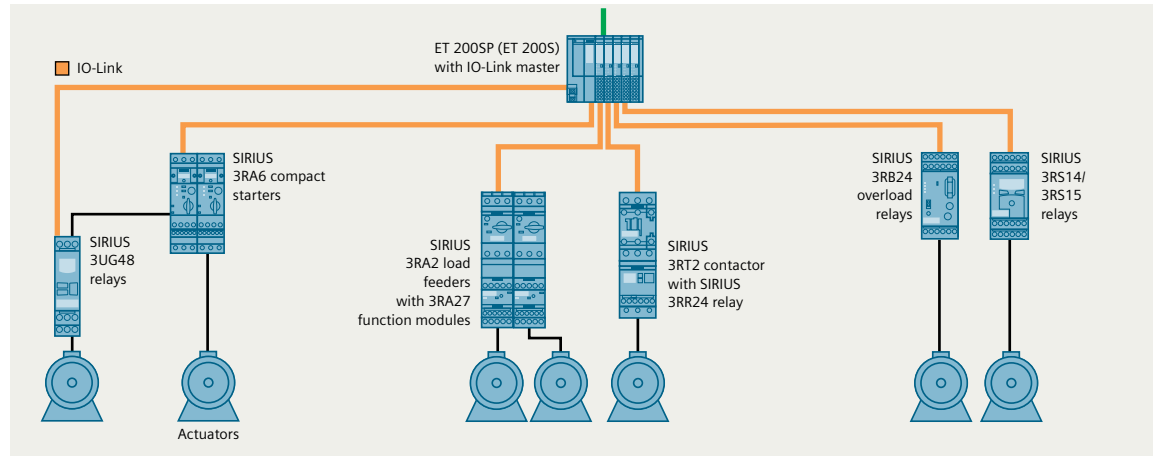 ET 200SP (ET 200S)
with IO-Link master
IO-Link
SIRIUS
3RA6 compact
starters
SIRIUS
3UG48
relays
SIRIUS
3RA2 load
feeders
with 3RA27
function modules
SIRIUS
3RT2 contactor
with SIRIUS
3RR24 relay
SIRIUS
3RB24
overload
relays
SIRIUS
3RS14/
3RS15
relays
Actuators